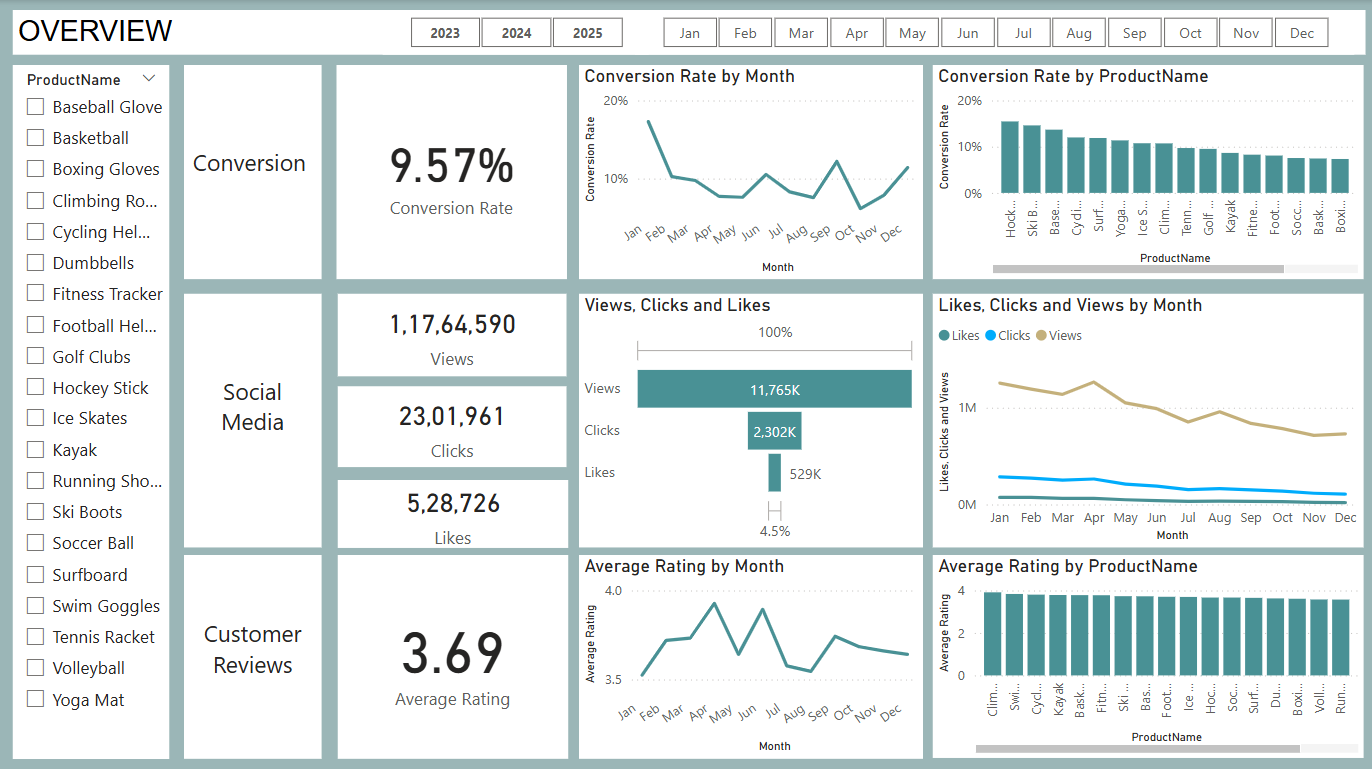 OVERVIEW
2023 2024 2025
Jan Feb Mar Apr May Jun Jul Aug Sep Oct Nov Dec
ProductName
Baseball Glove
Basketball
Boxing Gloves
Climbing Ro...
Cycling Hel...
Dumbbells
Fitness Tracker
Football Hel...
Golf Clubs
Hockey Stick
Ice Skates
Kayak
Running Sho...
Ski Boots
Soccer Ball
Surfboard
Swim Goggles
Tennis Racket
Volleyball
Yoga Mat
Conversion
9.57%
Conversion Rate
Conversion Rate by Month
Conversion Rate
20%
10%
Jan Feb Mar Apr May Jun Jul Aug Sep Oct Nov Dec
Month
Conversion Rate by ProductName
Conversion Rate
20%
10%
0%
Hock... Ski B... Base... Cycli... Surf... Yoga... Ice S... Clim... Tenn... Golf ... Kayak Fitne... Foot... Socc... Bask... Boxi...
ProductName
Social
Media
1,17,64,590
Views
23,01,961
Clicks
5,28,726
Likes
Views, Clicks and Likes
100%
Views 11,765K
Clicks 2,302K
Likes 529K
4.5%
Likes, Clicks and Views by Month
Likes Clicks Views
Likes, Clicks and Views
1M
0M
Jan Feb Mar Apr May Jun Jul Aug Sep Oct Nov Dec
Month
Customer
Reviews
3.69
Average Rating
Average Rating by Month
Average Rating
4.0
3.5
Jan Feb Mar Apr May Jun Jul Aug Sep Oct Nov Dec
Month
Average Rating by ProductName
Average Rating
4
2
0
Clim... Swi... Cycl... Kayak Bask... Fitn... Ski ... Bas... Foot... Ice ... Hoc... Soc... Surf... Du... Boxi... Voll... Run...
ProductName